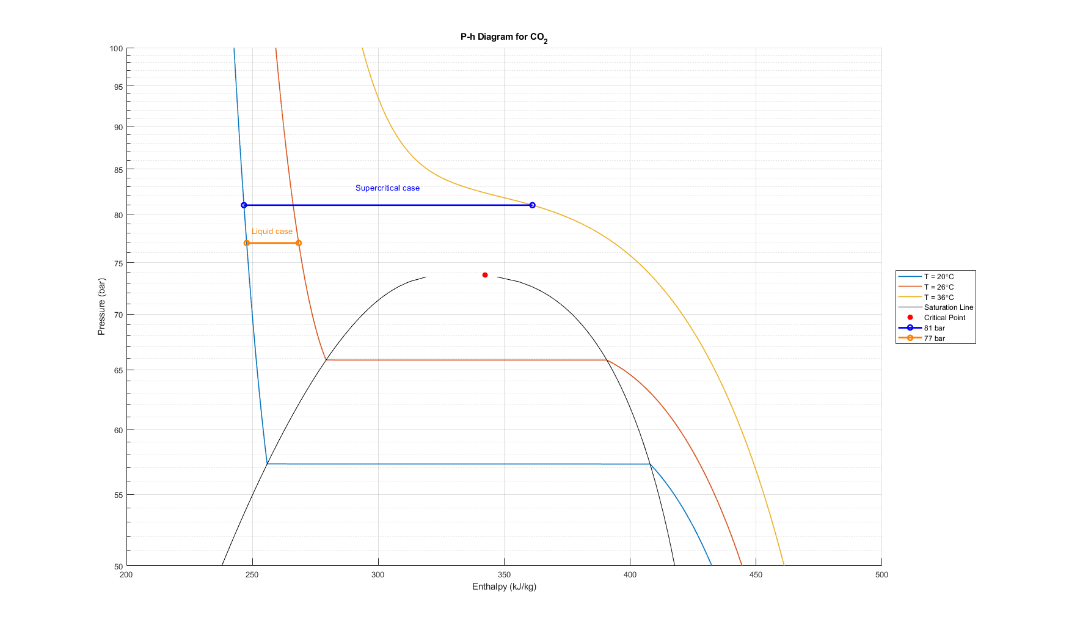 P-h Diagram for CO2
100
95
90
85
80
75
70
65
60
55
50
Pressure (bar)
Supercritical case
Liquid case
200
250
300
350
400
450
500
Enthalpy (kJ/kg)
T = 20°C
T = 26°C
T = 36°C
Saturation Line
Critical Point
81 bar
77 bar